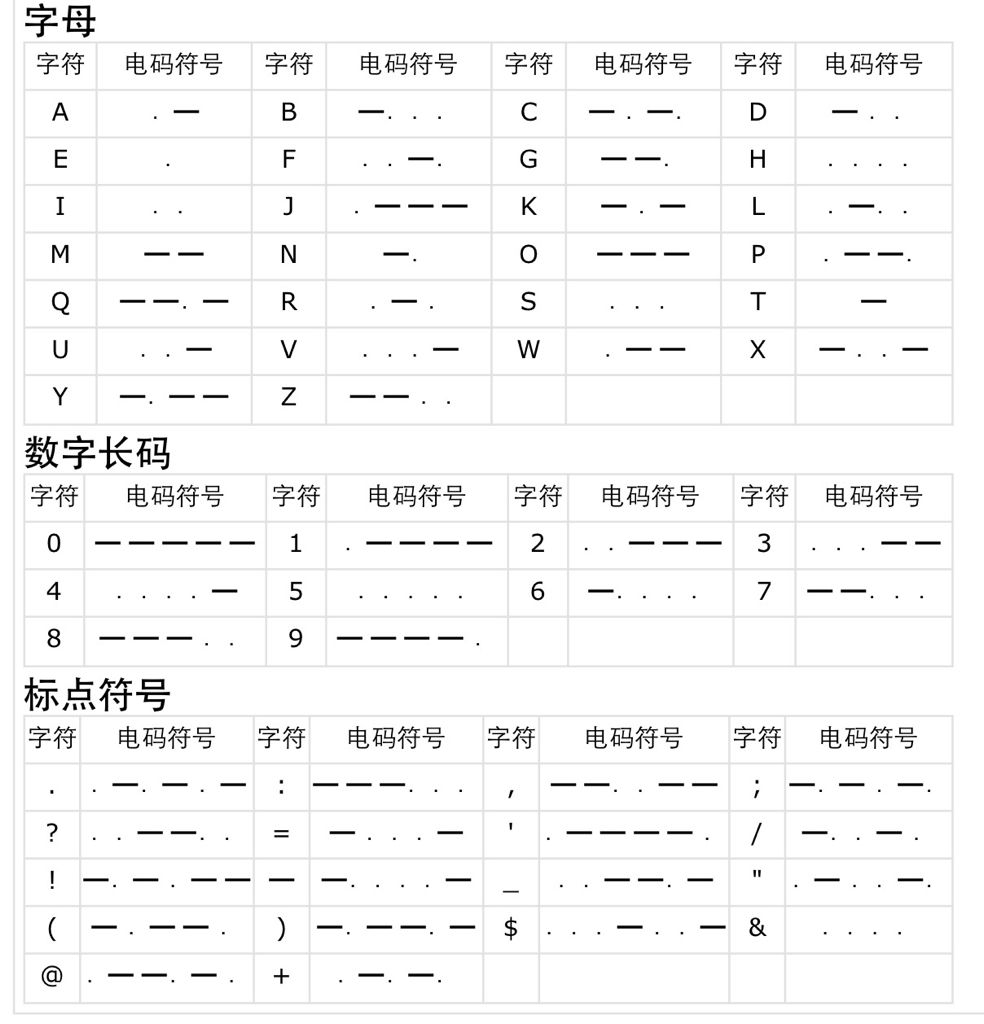 字母
字符 电码符号 字符 电码符号 字符 电码符号 字符 电码符号
A . — B —. . . C — . —. D — . .
E . F . . —. G ——. H . . . .
I . . J . ——— K — . — L . —. .
M —— N —. O ——— P . ——.
Q ——. — R . — . S . . . T —
U . . — V . . . — W . —— X — . . —
Y —. —— Z —— . .
数字长码
字符 电码符号 字符 电码符号 字符 电码符号 字符 电码符号
0 ————— 1 . ———— 2 . . ——— 3 . . . ——
4 . . . . — 5 . . . . . 6 —. . . . 7 ——. . .
8 ——— . . 9 ———— .
标点符号
字符 电码符号 字符 电码符号 字符 电码符号 字符 电码符号
. . —. — . — : ———. . . , ——. . —— ; —. — . —.
? . . ——. . = — . . . — ' . ———— . / —. . — .
! —. — . —— — —. . . . — _ . . ——. — " . — . . —.
( — . —— . ) —. ——. — $ . . . — . . — & . . . .
@ . ——. — . + . —. —.